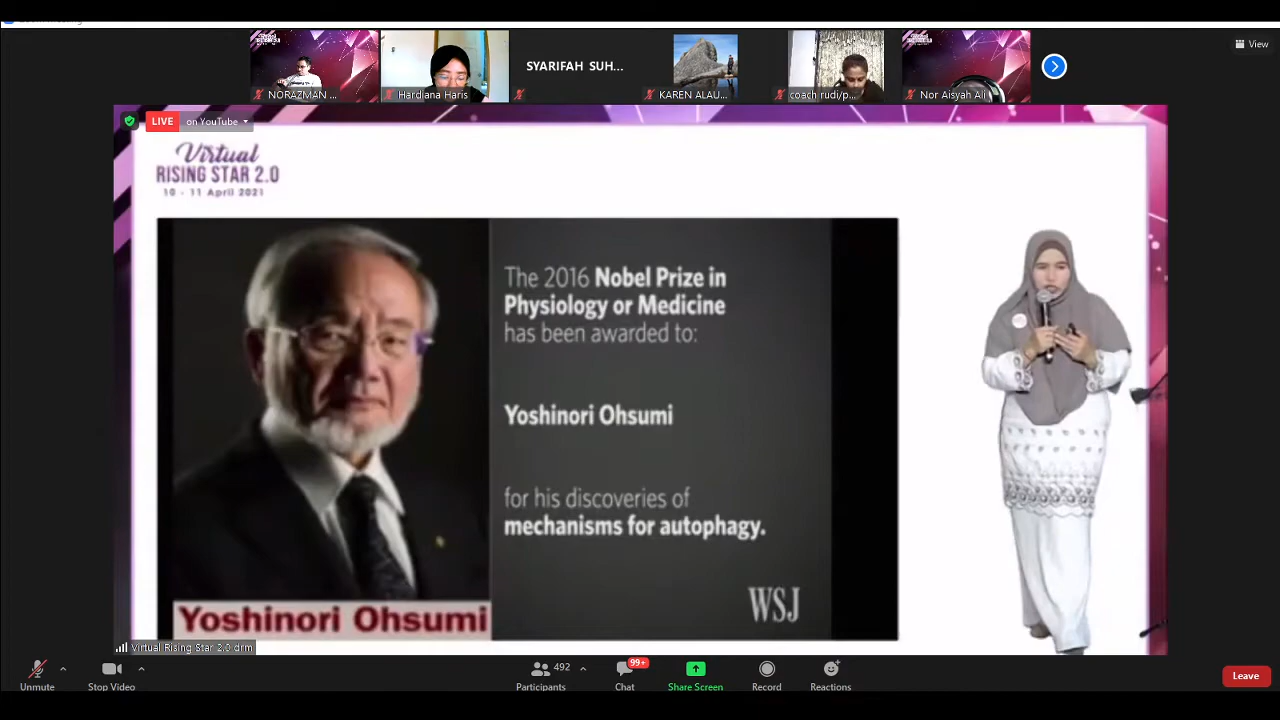 View
NORAZMAN ...
Hardiana Haris
SYARIFAH SUH...
KAREN ALAU...
coach rudi/p...
Nor Aisyah Ali
LIVE on YouTube
Virtual
RISING STAR 2.0
10 - 11 April 2021
The 2016 Nobel Prize in
Physiology or Medicine
has been awarded to:
Yoshinori Ohsumi
for his discoveries of
mechanisms for autophagy.
WSJ
Yoshinori Ohsumi
Virtual Rising Star 2.0 drm
Unmute
Stop Video
492
Participants
99+
Chat
Share Screen
Record
Reactions
Leave